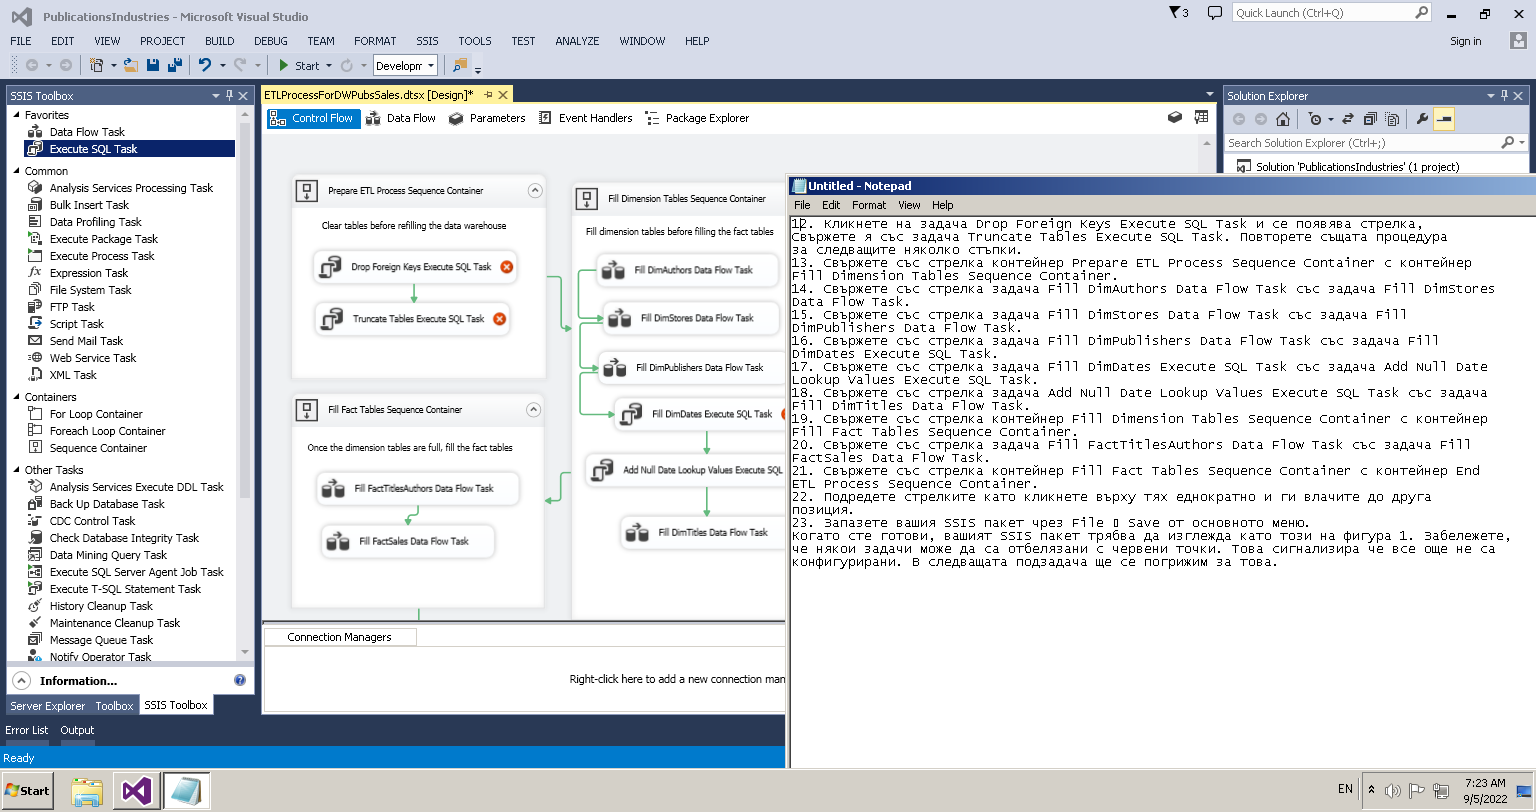 PublicationsIndustries - Microsoft Visual Studio
3
Quick Launch (Ctrl+Q)
FILE EDIT VIEW PROJECT BUILD DEBUG TEAM FORMAT SSIS TOOLS TEST ANALYZE WINDOW HELP
Sign in
Start
Developm
SSIS Toolbox
Favorites
Data Flow Task
Execute SQL Task
Common
Analysis Services Processing Task
Bulk Insert Task
Data Profiling Task
Execute Package Task
Execute Process Task
Expression Task
File System Task
FTP Task
Script Task
Send Mail Task
Web Service Task
XML Task
Containers
For Loop Container
Foreach Loop Container
Sequence Container
Other Tasks
Analysis Services Execute DDL Task
Back Up Database Task
CDC Control Task
Check Database Integrity Task
Data Mining Query Task
Execute SQL Server Agent Job Task
Execute T-SQL Statement Task
History Cleanup Task
Maintenance Cleanup Task
Message Queue Task
Notify Operator Task
Information...
Server Explorer Toolbox SSIS Toolbox
Error List Output
Ready
ETLProcessForDWPubsSales.dtsx [Design]*
Control Flow Data Flow Parameters Event Handlers Package Explorer
Prepare ETL Process Sequence Container
Clear tables before refilling the data warehouse
Drop Foreign Keys Execute SQL Task
Truncate Tables Execute SQL Task
Fill Fact Tables Sequence Container
Once the dimension tables are full, fill the fact tables
Fill FactTitlesAuthors Data Flow Task
Fill FactSales Data Flow Task
Fill Dimension Tables Sequence Container
Fill dimension tables before filling the fact tables
Fill DimAuthors Data Flow Task
Fill DimStores Data Flow Task
Fill DimPublishers Data Flow Task
Fill DimDates Execute SQL Task
Add Null Date Lookup Values Execute SQL
Fill DimTitles Data Flow Task
Connection Managers
Right-click here to add a new connection man
Solution Explorer
Search Solution Explorer (Ctrl+;)
Solution 'PublicationsIndustries' (1 project)
Untitled - Notepad
File Edit Format View Help
12. Кликнете на задача Drop Foreign Keys Execute SQL Task и се появява стрелка,
Свържете я със задача Truncate Tables Execute SQL Task. Повторете същата процедура
за следващите няколко стъпки.
13. Свържете със стрелка контейнер Prepare ETL Process Sequence Container с контейнер
Fill Dimension Tables Sequence Container.
14. Свържете със стрелка задача Fill DimAuthors Data Flow Task със задача Fill DimStores
Data Flow Task.
15. Свържете със стрелка задача Fill DimStores Data Flow Task със задача Fill
DimPublishers Data Flow Task.
16. Свържете със стрелка задача Fill DimPublishers Data Flow Task със задача Fill
DimDates Execute SQL Task.
17. Свържете със стрелка задача Fill DimDates Execute SQL Task със задача Add Null Date
Lookup Values Execute SQL Task.
18. Свържете със стрелка задача Add Null Date Lookup Values Execute SQL Task със задача
Fill DimTitles Data Flow Task.
19. Свържете със стрелка контейнер Fill Dimension Tables Sequence Container с контейнер
Fill Fact Tables Sequence Container.
20. Свържете със стрелка задача Fill FactTitlesAuthors Data Flow Task със задача Fill
FactSales Data Flow Task.
21. Свържете със стрелка контейнер Fill Fact Tables Sequence Container с контейнер End
ETL Process Sequence Container.
22. Подредете стрелките като кликнете върху тях еднократно и ги влачите до друга
позиция.
23. Запазете вашия SSIS пакет чрез File ▯ Save от основното меню.
Когато сте готови, вашият SSIS пакет трябва да изглежда като този на фигура 1. Забележете,
че някои задачи може да са отбелязани с червени точки. Това сигнализира че все още не са
конфигурирани. В следващата подзадача ще се погрижим за това.
Start
EN
7:23 AM
9/5/2022